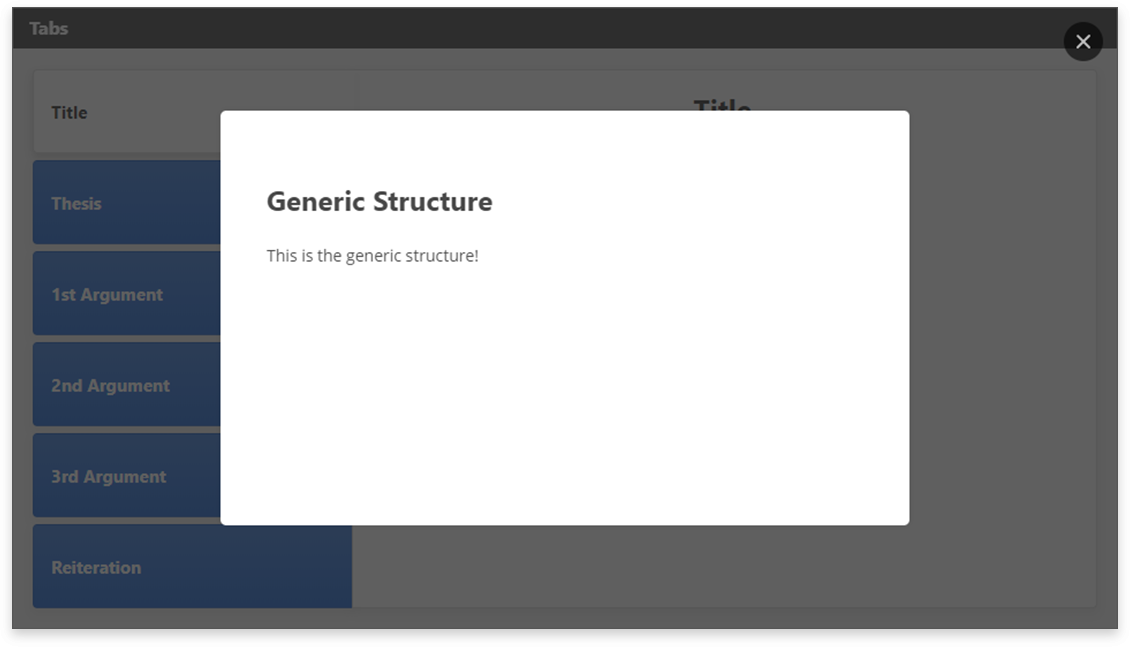 Tabs
Title
Title
Thesis
1st Argument
2nd Argument
3rd Argument
Reiteration
Generic Structure
This is the generic structure!